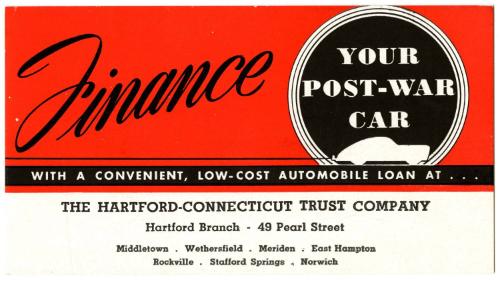 Finance
YOUR
POST-WAR
CAR
WITH A CONVENIENT, LOW-COST AUTOMOBILE LOAN AT . . .
THE HARTFORD-CONNECTICUT TRUST COMPANY
Hartford Branch - 49 Pearl Street
Middletown . Wethersfield . Meriden . East Hampton
Rockville . Stafford Springs . Norwich